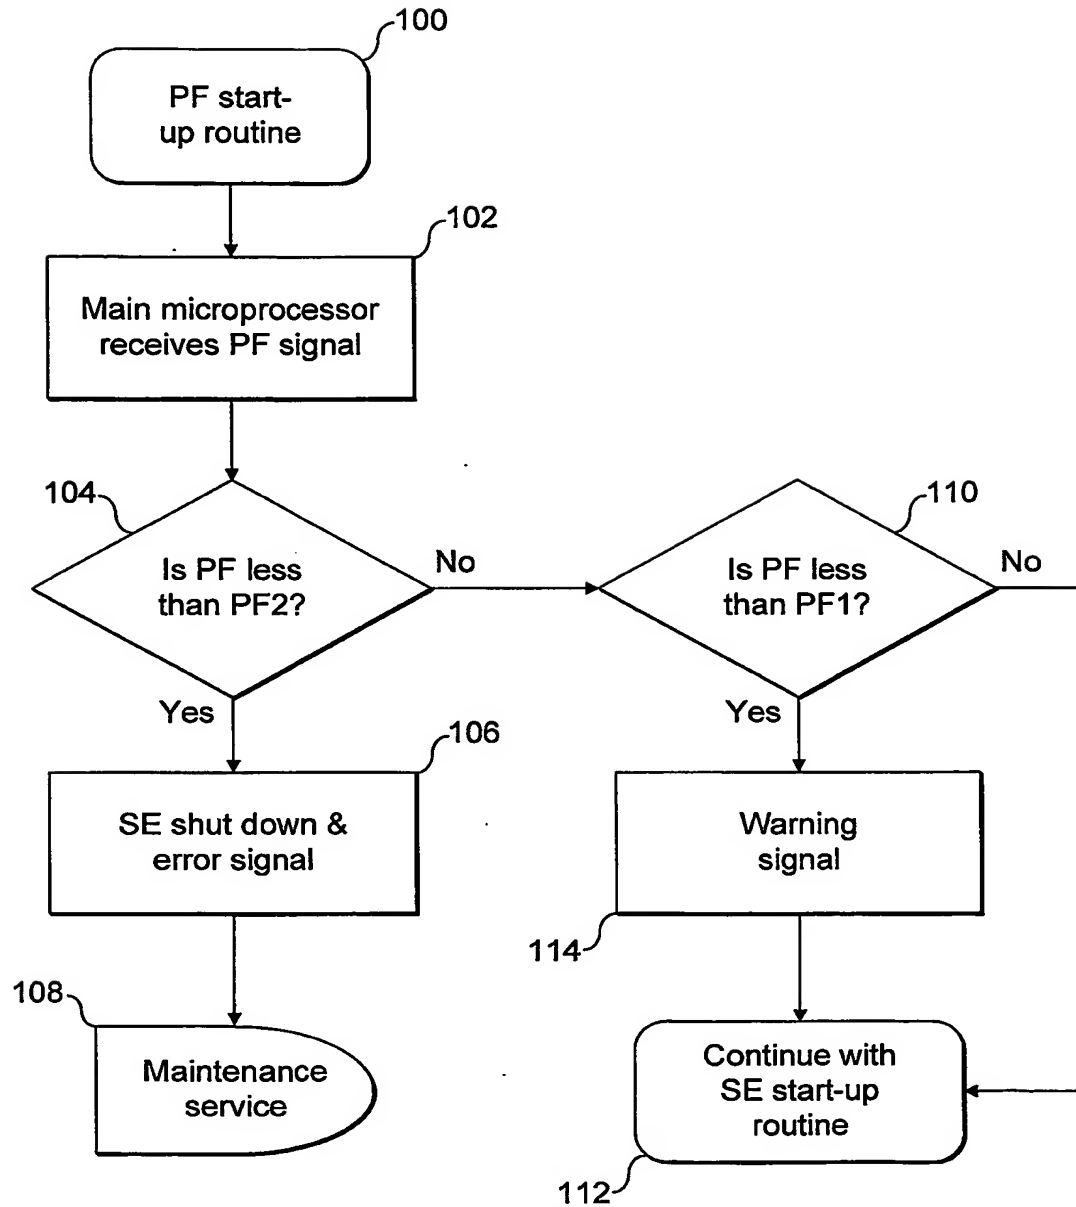 100
PF start-
up routine
102
Main microprocessor
receives PF signal
104
Is PF less
than PF2?
No
110
Is PF less
than PF1?
No
Yes
Yes
106
SE shut down &
error signal
Warning
signal
114
108
Maintenance
service
Continue with
SE start-up
routine
112